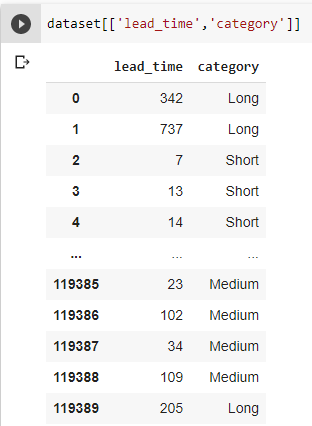 dataset[['lead_time','category']]
lead_time category
0 342 Long
1 737 Long
2 7 Short
3 13 Short
4 14 Short
... ... ...
119385 23 Medium
119386 102 Medium
119387 34 Medium
119388 109 Medium
119389 205 Long